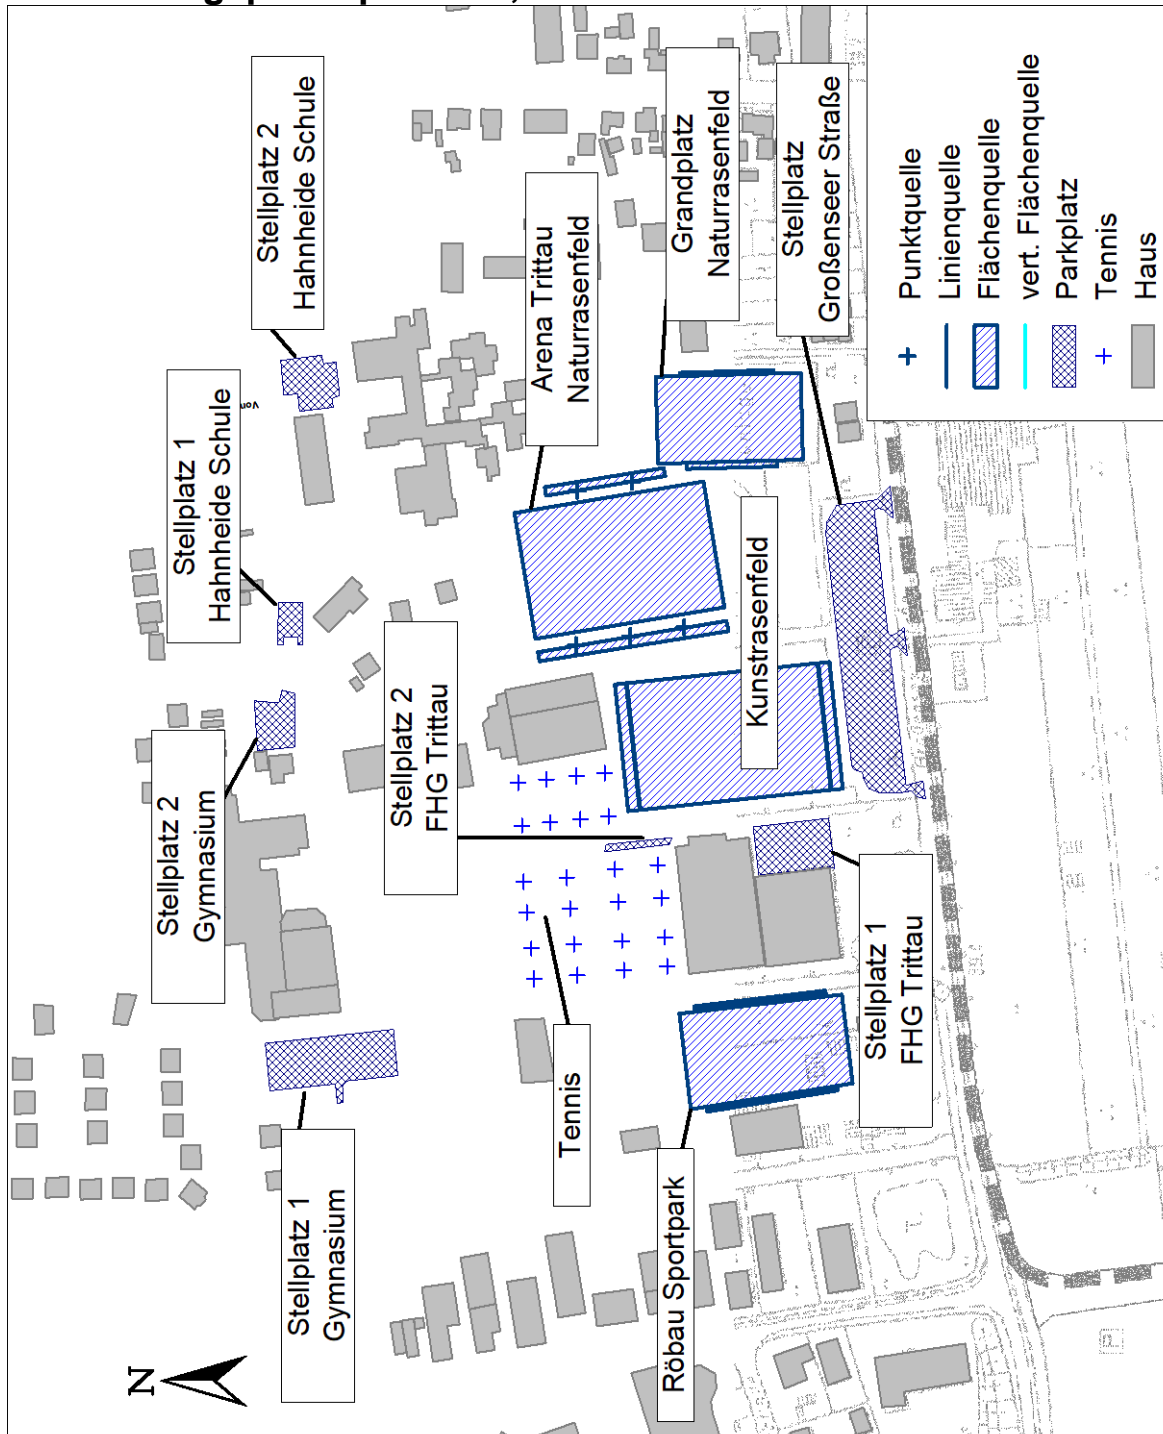 N
Stellplatz 1
Gymnasium
Stellplatz 2
Gymnasium
Stellplatz 1
Hahnheide Schule
Stellplatz 2
Hahnheide Schule
Röbau Sportpark
Tennis
Stellplatz 2
FHG Trittau
Stellplatz 1
FHG Trittau
Arena Trittau
Naturrasenfeld
Kunstrasenfeld
Grandplatz
Naturrasenfeld
Stellplatz
Großenseer Straße
Punktquelle
Linienquelle
Flächenquelle
vert. Flächenquelle
Parkplatz
Tennis
Haus